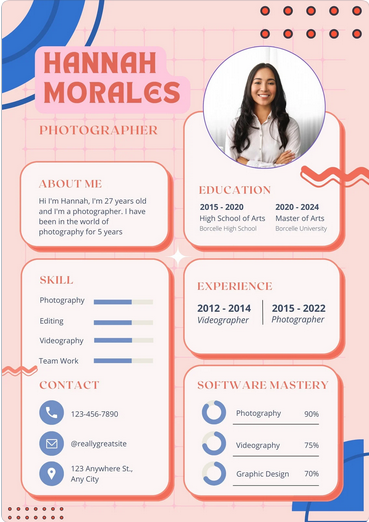 HANNAH
MORALES
PHOTOGRAPHER
ABOUT ME
Hi I'm Hannah, I'm 27 years old
and I'm a photographer. I have
been in the world of
photography for 5 years
EDUCATION
2015 - 2020
High School of Arts
Borcelle High School
2020 - 2024
Master of Arts
Borcelle University
SKILL
Photography
Editing
Videography
Team Work
CONTACT
123-456-7890
@reallygreatsite
123 Anywhere St.,
Any City
EXPERIENCE
2012 - 2014
Videographer
2015 - 2022
Photographer
SOFTWARE MASTERY
Photography 90%
Videography 75%
Graphic Design 70%